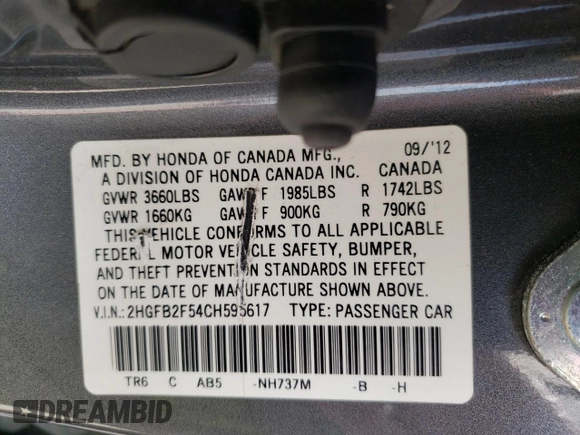 09/'12
MFD. BY HONDA OF CANADA MFG.,
A DIVISION OF HONDA CANADA INC. CANADA
GVWR 3660LBS GAWR F 1985LBS R 1742LBS
GVWR 1660KG GAWR F 900KG R 790KG
THIS VEHICLE CONFORMS TO ALL APPLICABLE
FEDERAL MOTOR VEHICLE SAFETY, BUMPER,
AND THEFT PREVENTION STANDARDS IN EFFECT
ON THE DATE OF MANUFACTURE SHOWN ABOVE.
V.I.N.: TYPE: PASSENGER CAR
TR6 C AB5 -NH737M -B -H
DREAMBID